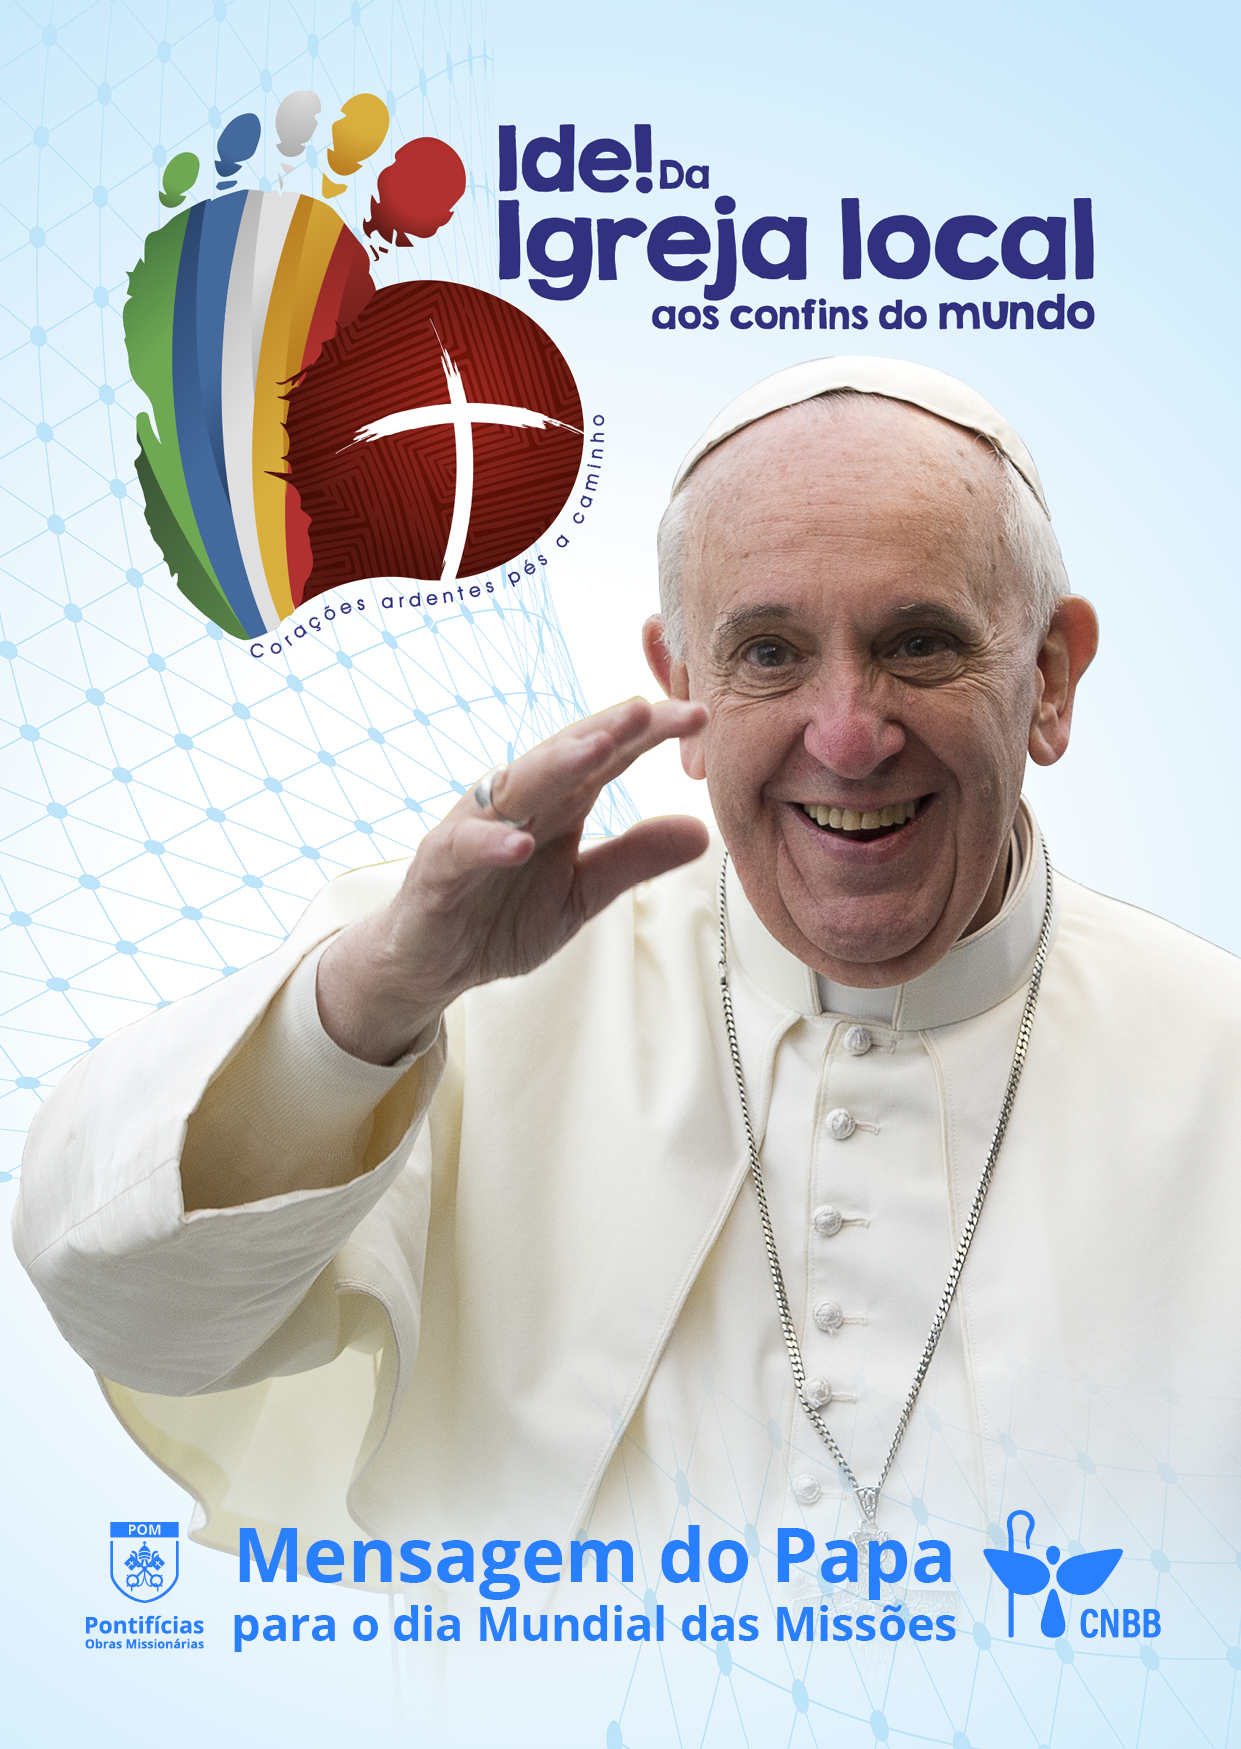 Ide! Da
Igreja local
aos confins do mundo
Corações ardentes pés a caminho
POM
Pontifícias
Obras Missionárias
Mensagem do Papa
para o dia Mundial das Missões
CNBB